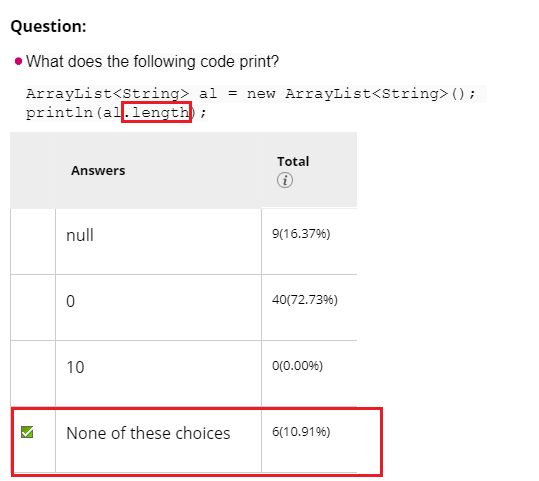 Question:
What does the following code print?
ArrayList<String> al = new ArrayList<String>();
println(al.length);
Answers Total
i
null 9(16.37%)
0 40(72.73%)
10 0(0.00%)
None of these choices 6(10.91%)